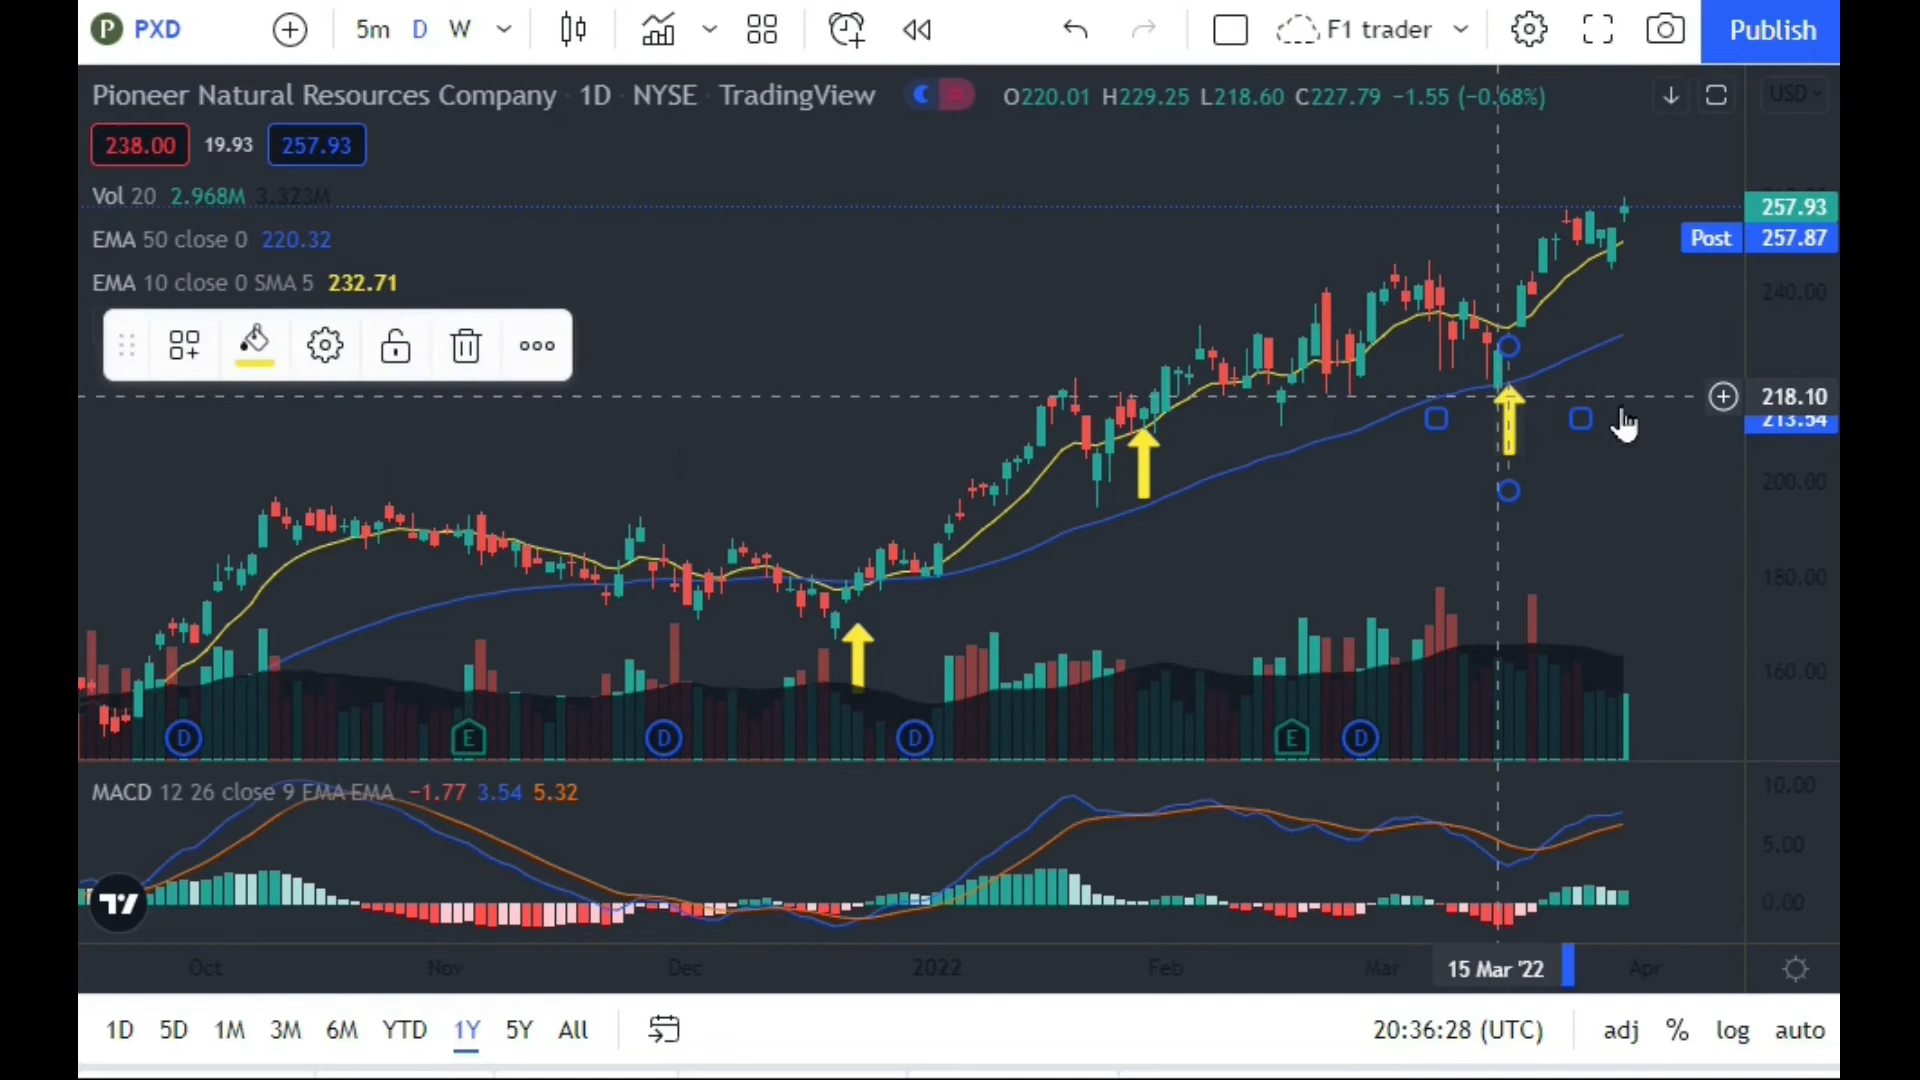 P PXD 5m D W F1 trader Publish
Pioneer Natural Resources Company · 1D · NYSE · TradingView O220.01 H229.25 L218.60 C227.79 −1.55 (−0.68%) USD
238.00 19.93 257.93
Vol 20 2.968M 3.323M
257.93
EMA 50 close 0 220.32
Post 257.87
EMA 10 close 0 SMA 5 232.71
240.00
218.10
213.54
200.00
180.00
160.00
D E D D E D
MACD 12 26 close 9 EMA EMA −1.77 3.54 5.32
10.00
5.00
0.00
Oct Nov Dec 2022 Feb Mar 15 Mar '22 Apr
1D 5D 1M 3M 6M YTD 1Y 5Y All 20:36:28 (UTC) adj % log auto